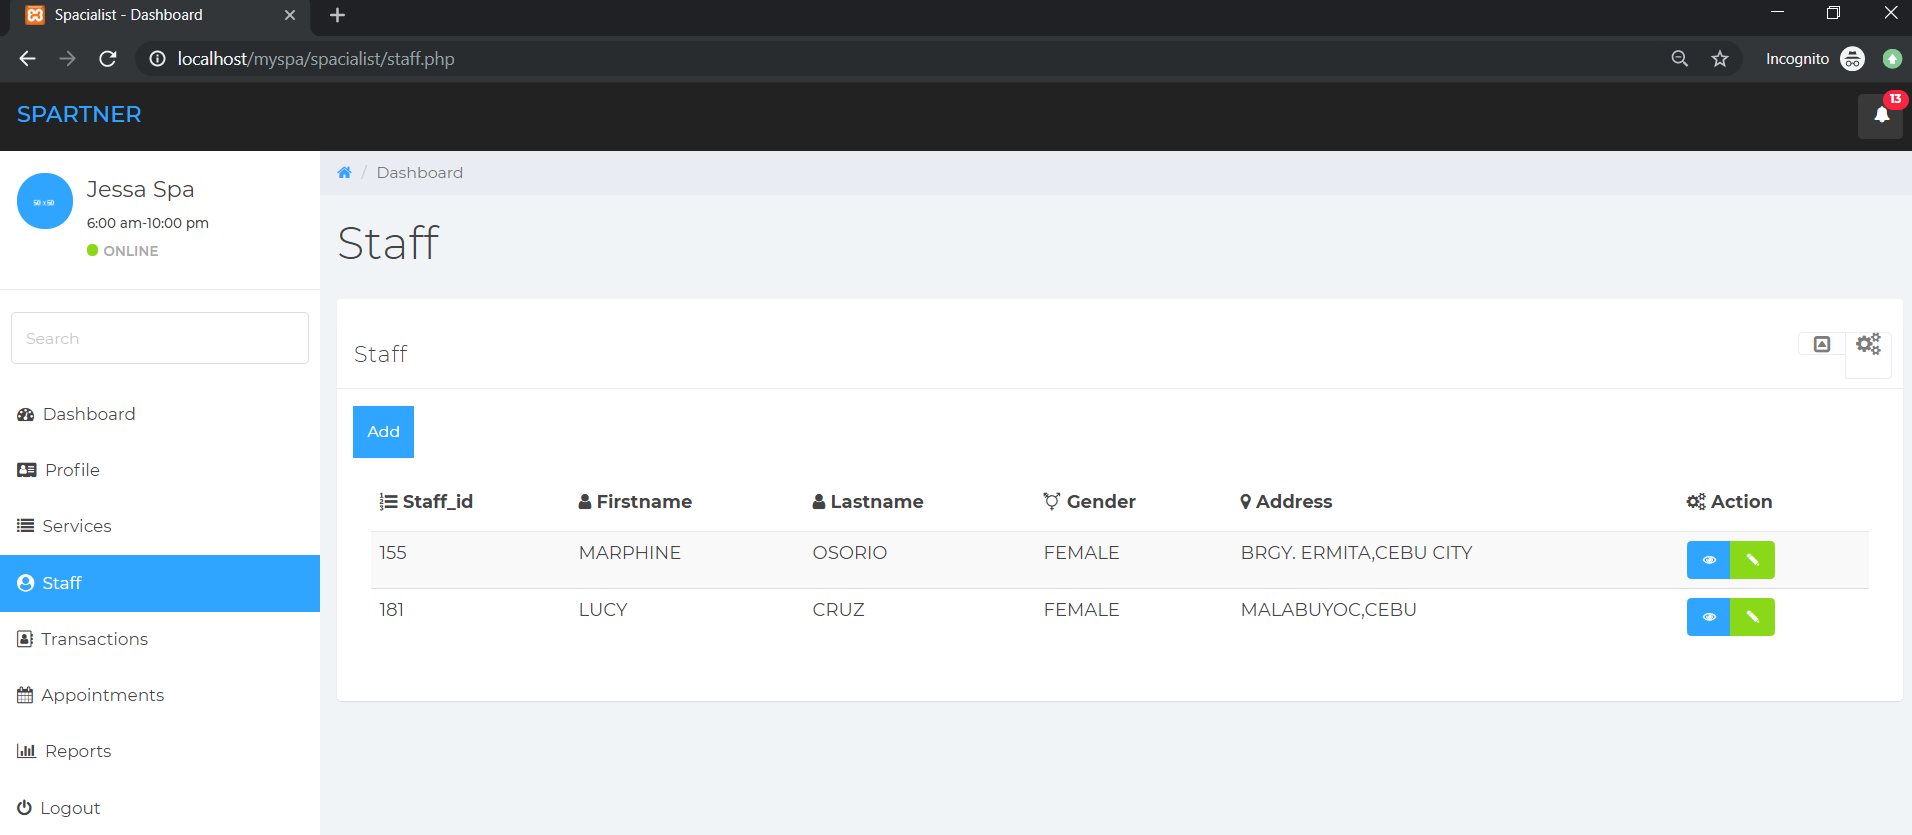 Spacialist - Dashboard
localhost/myspa/spacialist/staff.php
Incognito
SPARTNER
13
50 x 50
Jessa Spa
6:00 am-10:00 pm
ONLINE
Search
Dashboard
Profile
Services
Staff
Transactions
Appointments
Reports
Logout
/ Dashboard
Staff
Staff
Add
Staff_id Firstname Lastname Gender Address Action
155 MARPHINE OSORIO FEMALE BRGY. ERMITA,CEBU CITY
181 LUCY CRUZ FEMALE MALABUYOC,CEBU